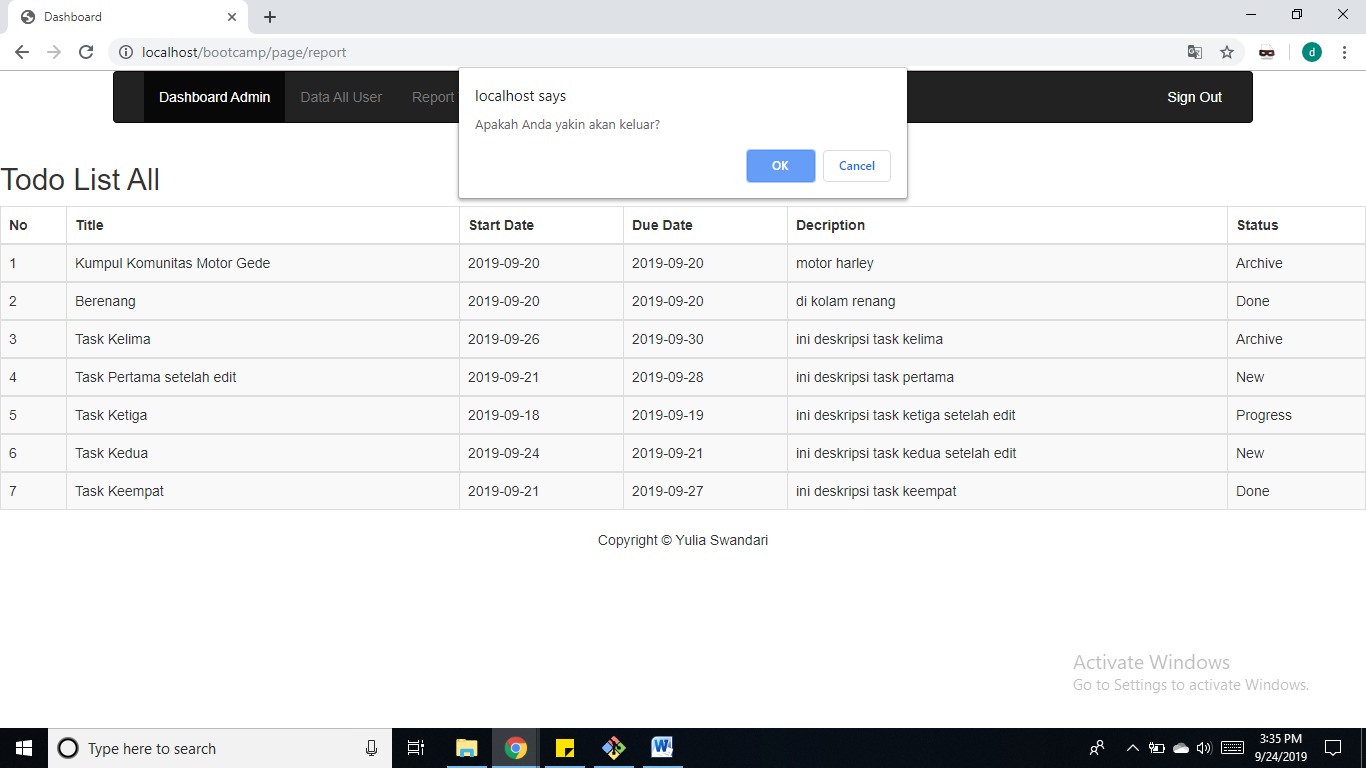 Dashboard
localhost/bootcamp/page/report
d
Dashboard Admin Data All User Report Sign Out
localhost says
Apakah Anda yakin akan keluar?
OK Cancel
Todo List All
No Title Start Date Due Date Decription Status
1 Kumpul Komunitas Motor Gede 2019-09-20 2019-09-20 motor harley Archive
2 Berenang 2019-09-20 2019-09-20 di kolam renang Done
3 Task Kelima 2019-09-26 2019-09-30 ini deskripsi task kelima Archive
4 Task Pertama setelah edit 2019-09-21 2019-09-28 ini deskripsi task pertama New
5 Task Ketiga 2019-09-18 2019-09-19 ini deskripsi task ketiga setelah edit Progress
6 Task Kedua 2019-09-24 2019-09-21 ini deskripsi task kedua setelah edit New
7 Task Keempat 2019-09-21 2019-09-27 ini deskripsi task keempat Done
Copyright © Yulia Swandari
Activate Windows
Go to Settings to activate Windows.
Type here to search
3:35 PM
9/24/2019